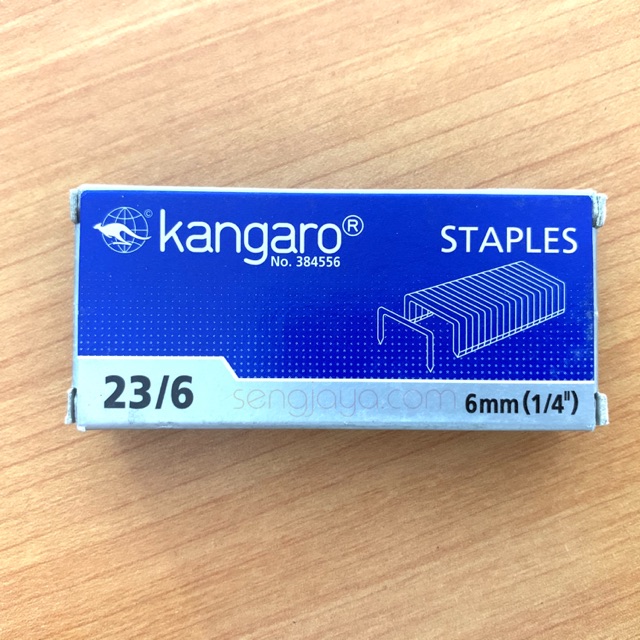 © kangaro®
No. 384556
STAPLES
23/6
sengjaya.com
6mm (1/4")